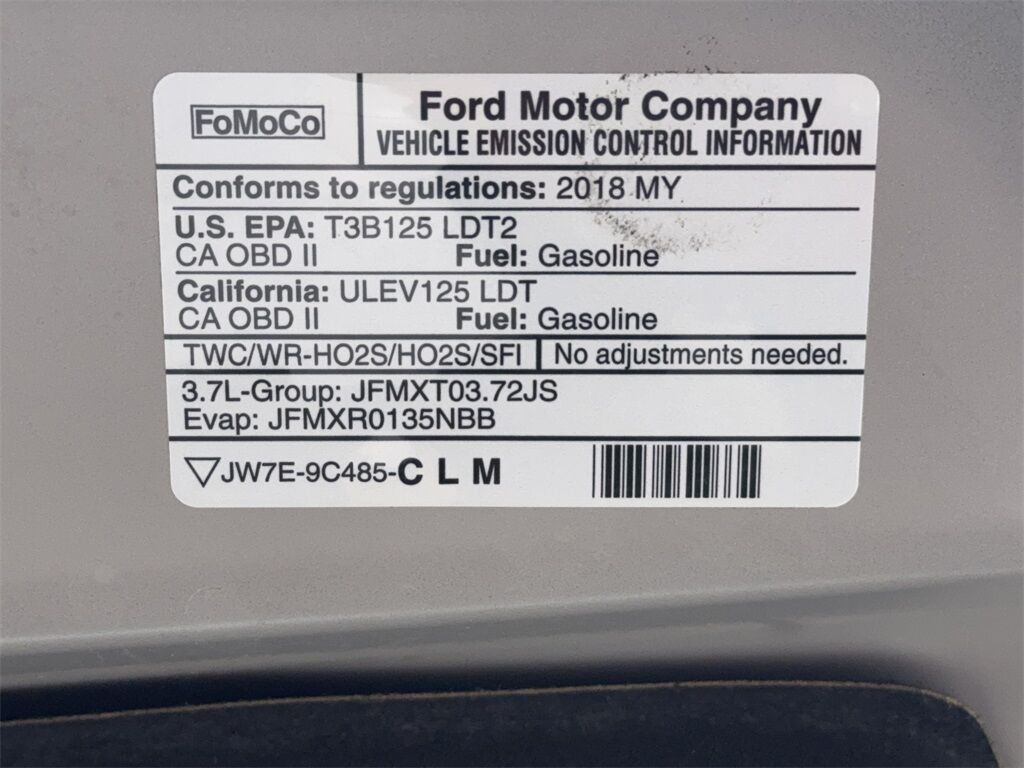 FoMoCo
Ford Motor Company
VEHICLE EMISSION CONTROL INFORMATION
Conforms to regulations: 2018 MY
U.S. EPA: T3B125 LDT2
CA OBD II Fuel: Gasoline
California: ULEV125 LDT
CA OBD II Fuel: Gasoline
TWC/WR-HO2S/HO2S/SFI No adjustments needed.
3.7L-Group: JFMXT03.72JS
Evap: JFMXR0135NBB
JW7E-9C485-C L M